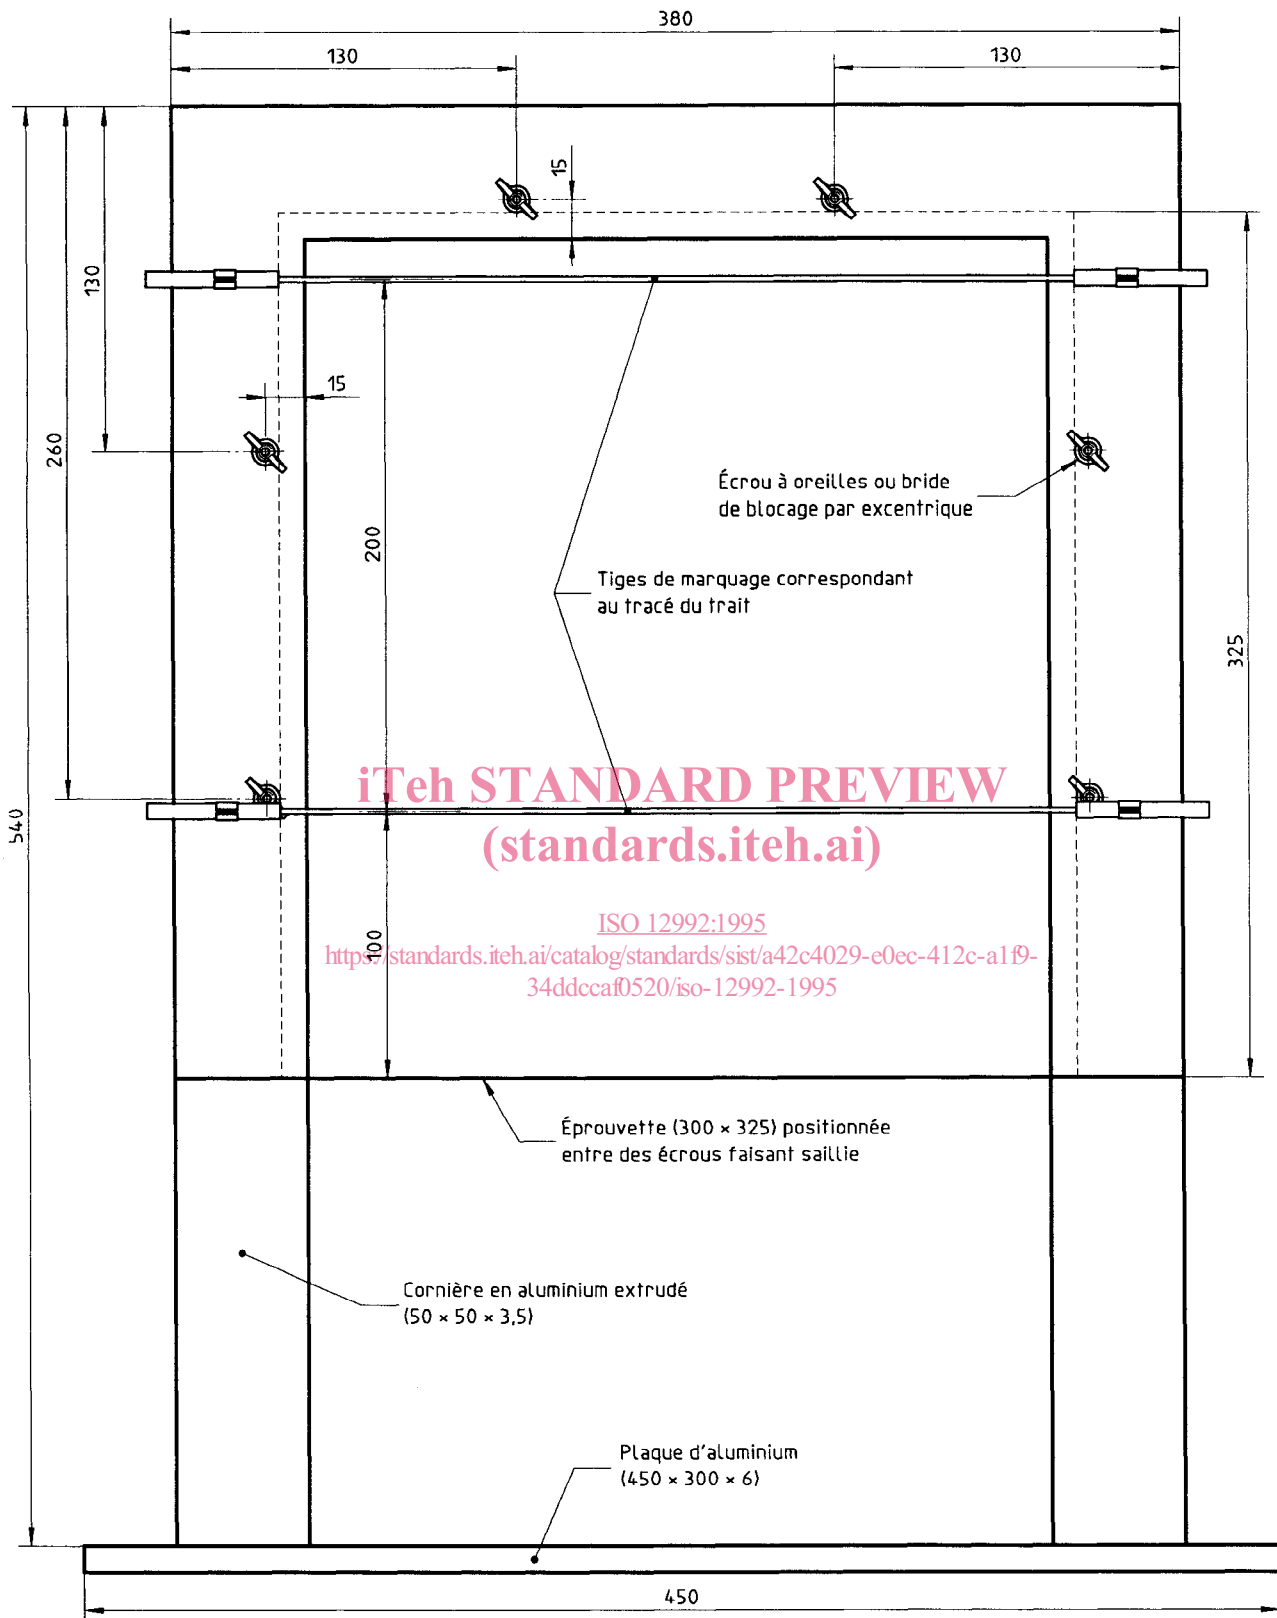 380
130
130
15
130
15
260
Écrou à oreilles ou bride
de blocage par excentrique
200
Tiges de marquage correspondant
au tracé du trait
325
iTeh STANDARD PREVIEW
(standards.iteh.ai)
540
ISO 12992:1995
100
https://standards.iteh.ai/catalog/standards/sist/a42c4029-e0ec-412c-a1f9-
34ddccaf0520/iso-12992-1995
Éprouvette (300 × 325) positionnée
entre des écrous faisant saillie
Cornière en aluminium extrudé
(50 × 50 × 3,5)
Plaque d'aluminium
(450 × 300 × 6)
450